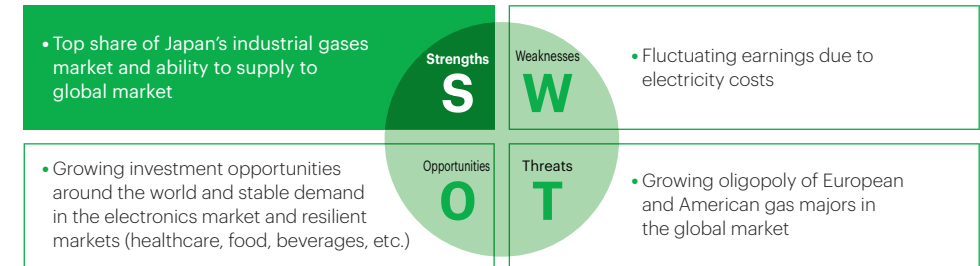 • Top share of Japan's industrial gases
market and ability to supply to
global market
Strengths
S
Weaknesses
W
• Fluctuating earnings due to
electricity costs
• Growing investment opportunities
around the world and stable demand
in the electronics market and resilient
markets (healthcare, food, beverages, etc.)
Opportunities
O
Threats
T
• Growing oligopoly of European
and American gas majors in
the global market